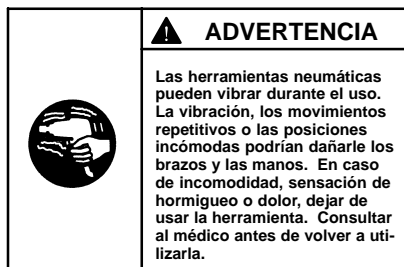 ADVERTENCIA
Las herramientas neumáticas
pueden vibrar durante el uso.
La vibración, los movimientos
repetitivos o las posiciones
incómodas podrían dañarle los
brazos y las manos.  En caso
de incomodidad, sensación de
hormigueo o dolor, dejar de
usar la herramienta.  Consultar
al médico antes de volver a uti-
lizarla.